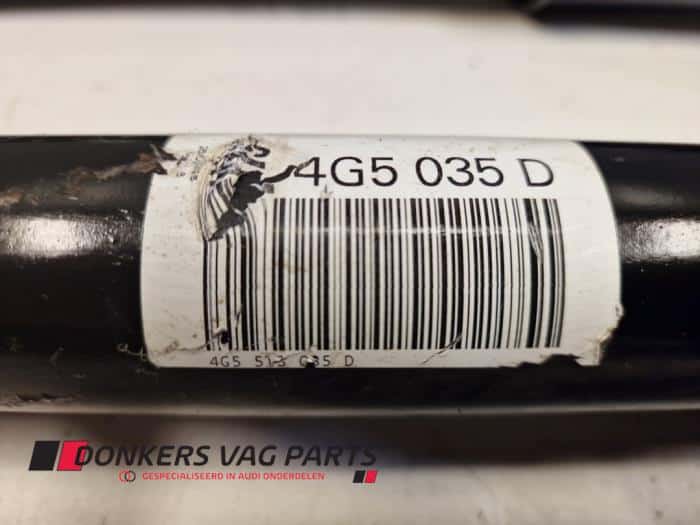 4G5 035 D
4G5 513 035 D
DONKERS VAG PARTS
GESPECIALISEERD IN AUDI ONDERDELEN